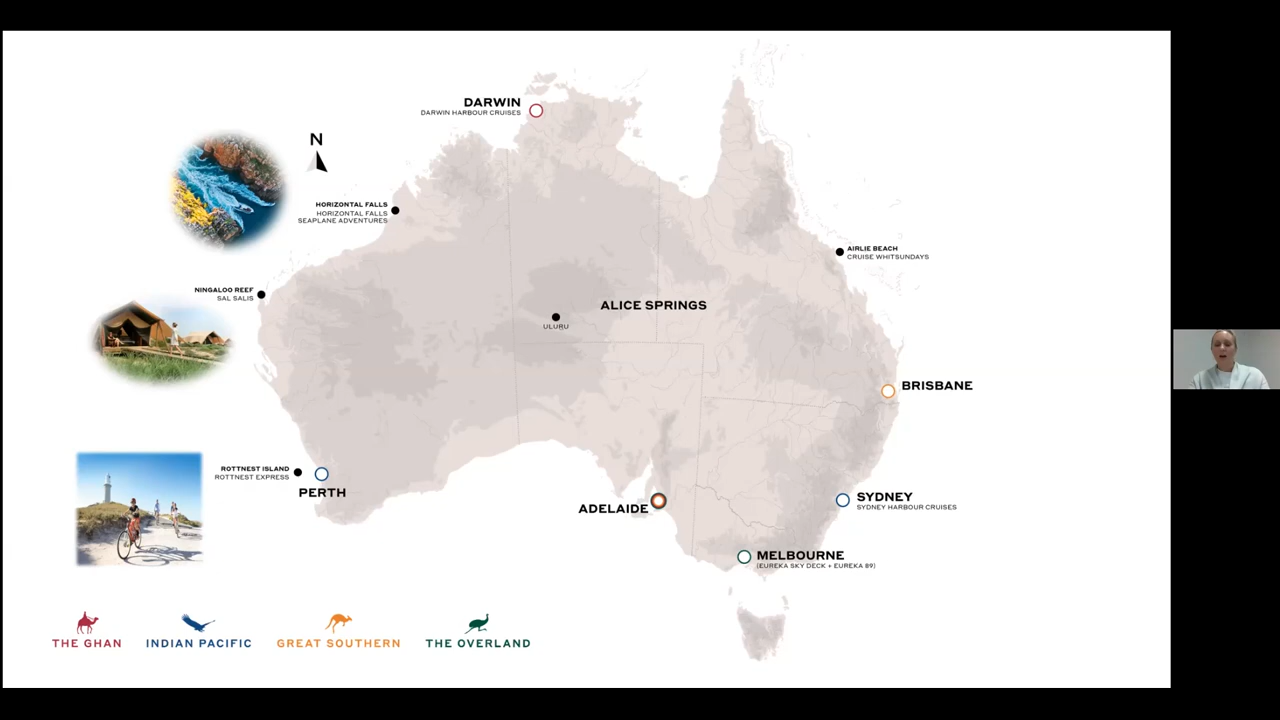 DARWIN
DARWIN HARBOUR CRUISES
N
HORIZONTAL FALLS
HORIZONTAL FALLS
SEAPLANE ADVENTURES
AIRLIE BEACH
CRUISE WHITSUNDAYS
NINGALOO REEF
SAL SALIS
ALICE SPRINGS
ULURU
BRISBANE
ROTTNEST ISLAND
ROTTNEST EXPRESS
PERTH
ADELAIDE
SYDNEY
SYDNEY HARBOUR CRUISES
MELBOURNE
(EUREKA SKY DECK + EUREKA 89)
THE GHAN
INDIAN PACIFIC
GREAT SOUTHERN
THE OVERLAND